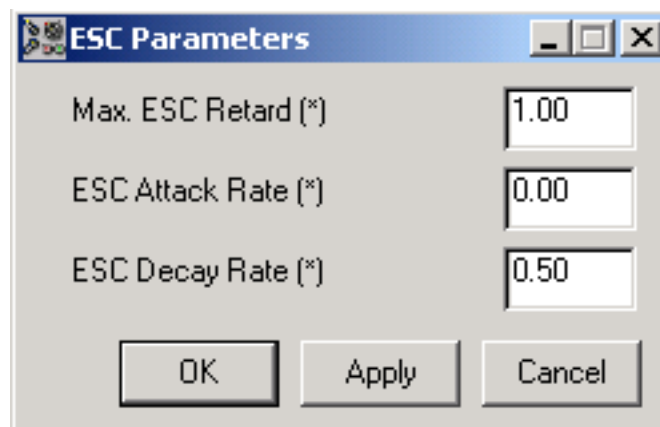 ESC Parameters
Max. ESC Retard (*)
1.00
ESC Attack Rate (*)
0.00
ESC Decay Rate (*)
0.50
OK
Apply
Cancel